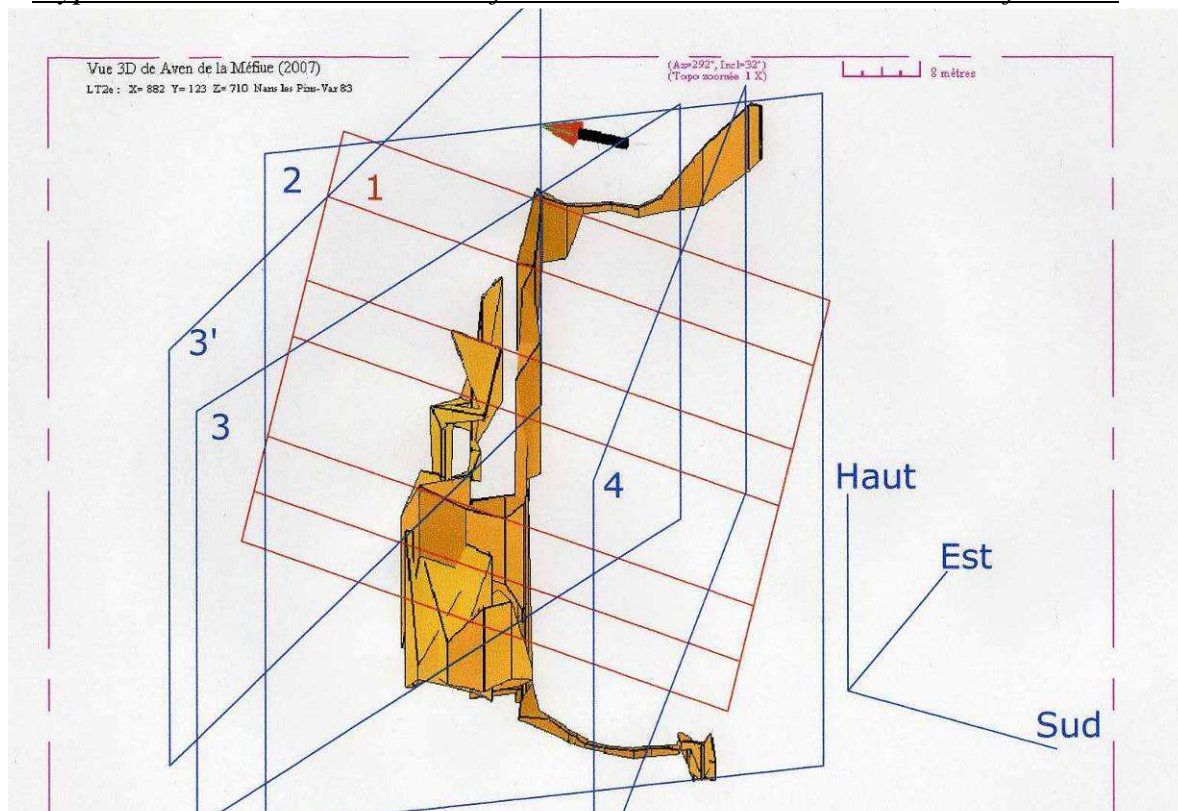 Vue 3D de Aven de la Méfiue (2007)
LT2e : X= 882 Y= 123 Z= 710 Nans les Pins-Var 83
(Az=292°, Incl=32°)
(Topo zoomée 1 X)
8 mètres
2
1
3'
3
4
Haut
Est
Sud